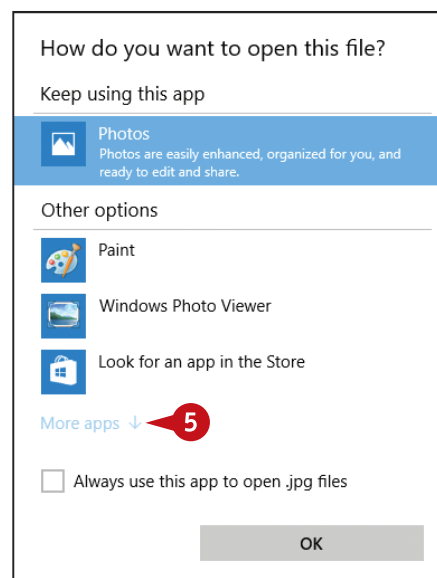 How do you want to open this file?
Keep using this app
Photos
Photos are easily enhanced, organized for you, and
ready to edit and share.
Other options
Paint
Windows Photo Viewer
Look for an app in the Store
More apps ↓ 5
Always use this app to open .jpg files
OK